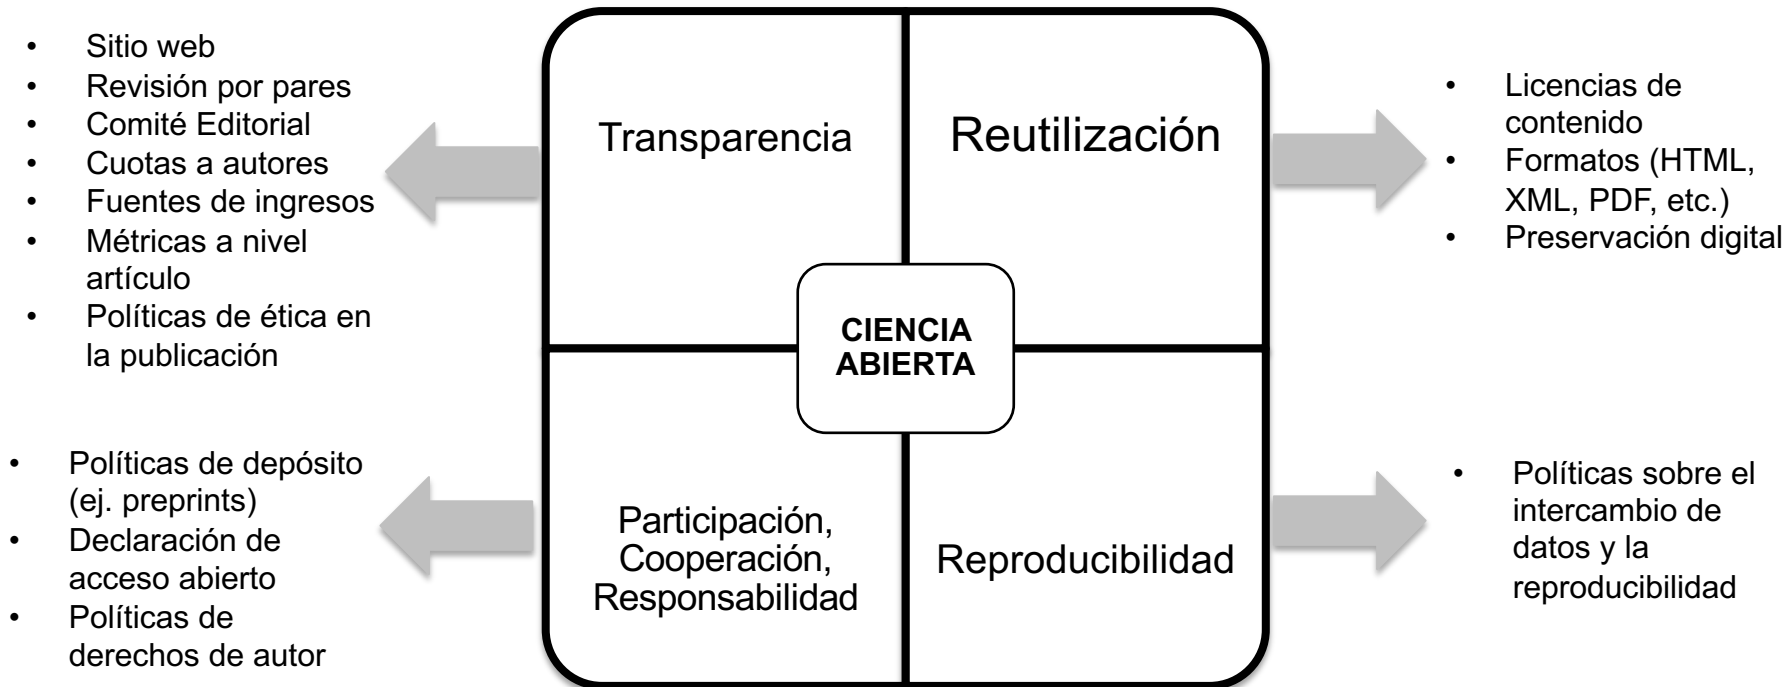 • Sitio web
• Revisión por pares
• Comité Editorial
• Cuotas a autores
• Fuentes de ingresos
• Métricas a nivel
artículo
• Políticas de ética en
la publicación
Transparencia
Reutilización
• Licencias de
contenido
• Formatos (HTML,
XML, PDF, etc.)
• Preservación digital
CIENCIA
ABIERTA
• Políticas de depósito
(ej. preprints)
• Declaración de
acceso abierto
• Políticas de
derechos de autor
Participación,
Cooperación,
Responsabilidad
Reproducibilidad
• Políticas sobre el
intercambio de
datos y la
reproducibilidad